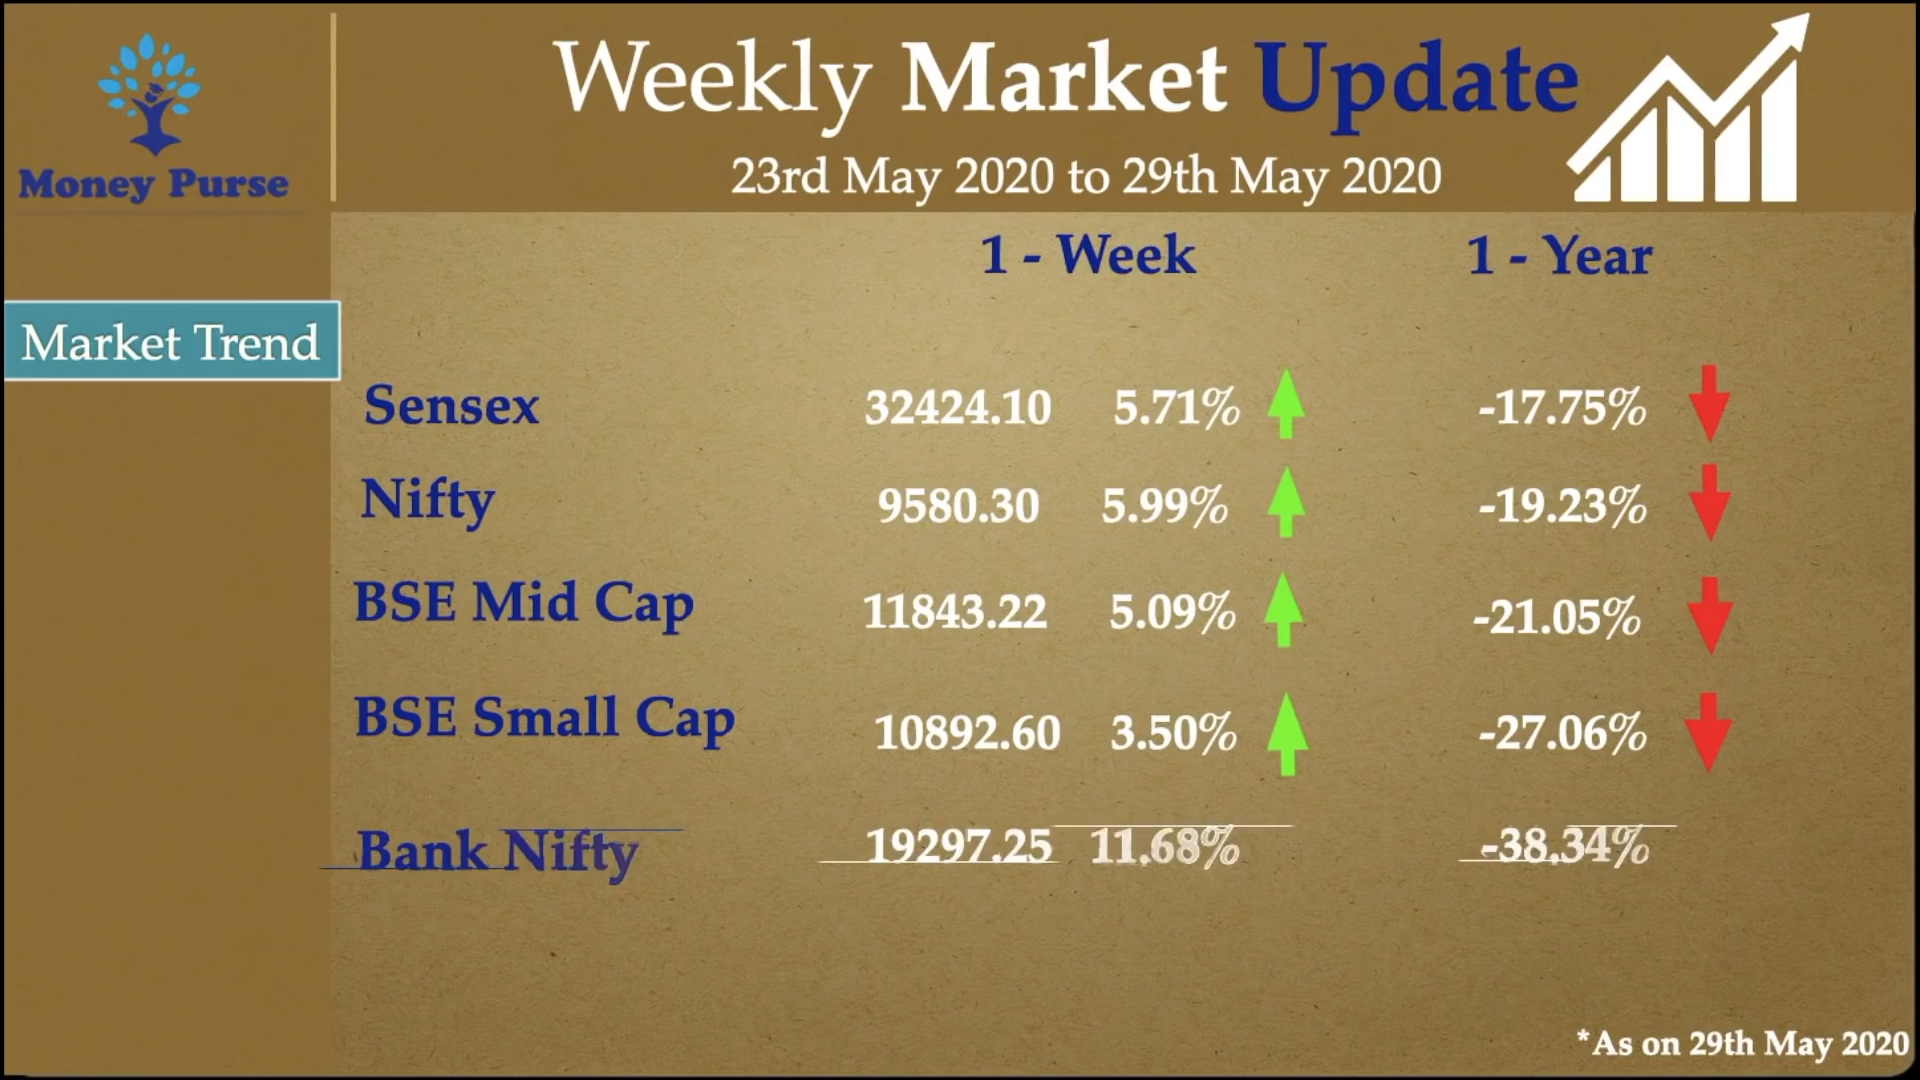 Money Purse
Weekly Market Update
23rd May 2020 to 29th May 2020
1 - Week 1 - Year
Market Trend
Sensex 32424.10 5.71% -17.75%
Nifty 9580.30 5.99% -19.23%
BSE Mid Cap 11843.22 5.09% -21.05%
BSE Small Cap 10892.60 3.50% -27.06%
Bank Nifty 19297.25 11.68% -38.34%
*As on 29th May 2020